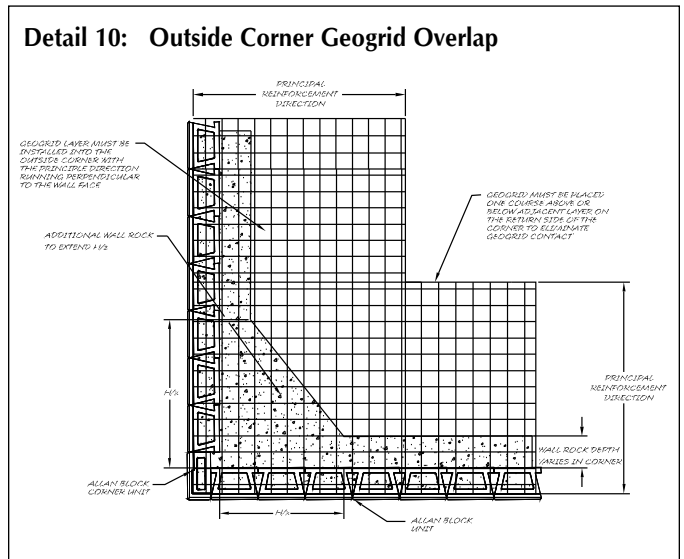 Detail 10: Outside Corner Geogrid Overlap
PRINCIPAL
REINFORCEMENT
DIRECTION
GEOGRID LAYER MUST BE
INSTALLED INTO THE
OUTSIDE CORNER WITH
THE PRINCIPLE DIRECTION
RUNNING PERPENDICULAR
TO THE WALL FACE
GEOGRID MUST BE PLACED
ONE COURSE ABOVE OR
BELOW ADJACENT LAYER ON
THE RETURN SIDE OF THE
CORNER TO ELIMINATE
GEOGRID CONTACT
ADDITIONAL WALL ROCK
TO EXTEND H/2
H/2
PRINCIPAL
REINFORCEMENT
DIRECTION
WALL ROCK DEPTH
VARIES IN CORNER
ALLAN BLOCK
CORNER UNIT
H/2
ALLAN BLOCK
UNIT